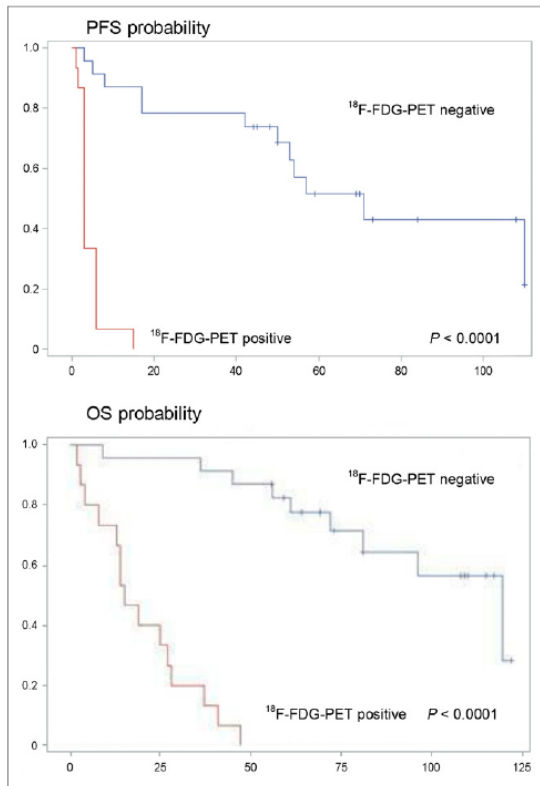 PFS probability
1.0
0.8
0.6
0.4
0.2
0
0 20 40 60 80 100
¹⁸F-FDG-PET negative
¹⁸F-FDG-PET positive
P < 0.0001
OS probability
1.0
0.8
0.6
0.4
0.2
0
0 25 50 75 100 125
¹⁸F-FDG-PET negative
¹⁸F-FDG-PET positive
P < 0.0001